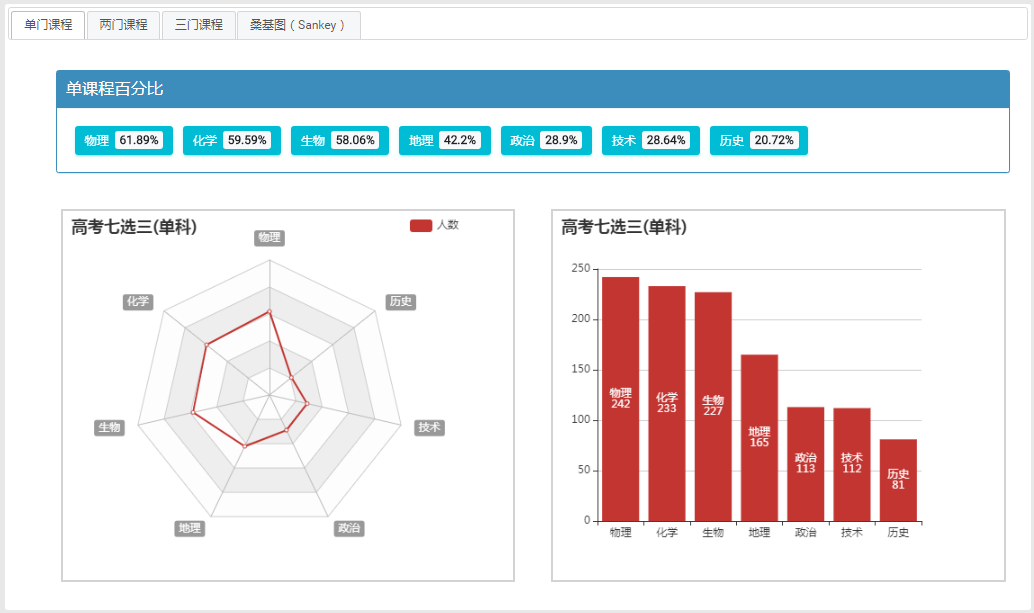 单门课程 两门课程 三门课程 桑基图 ( Sankey )
单课程百分比
物理 61.89% 化学 59.59% 生物 58.06% 地理 42.2% 政治 28.9% 技术 28.64% 历史 20.72%
高考七选三(单科)
人数
物理
化学
历史
生物
技术
地理
政治
高考七选三(单科)
250
200
150
100
50
0
物理
242
化学
233
生物
227
地理
165
政治
113
技术
112
历史
81
物理 化学 生物 地理 政治 技术 历史